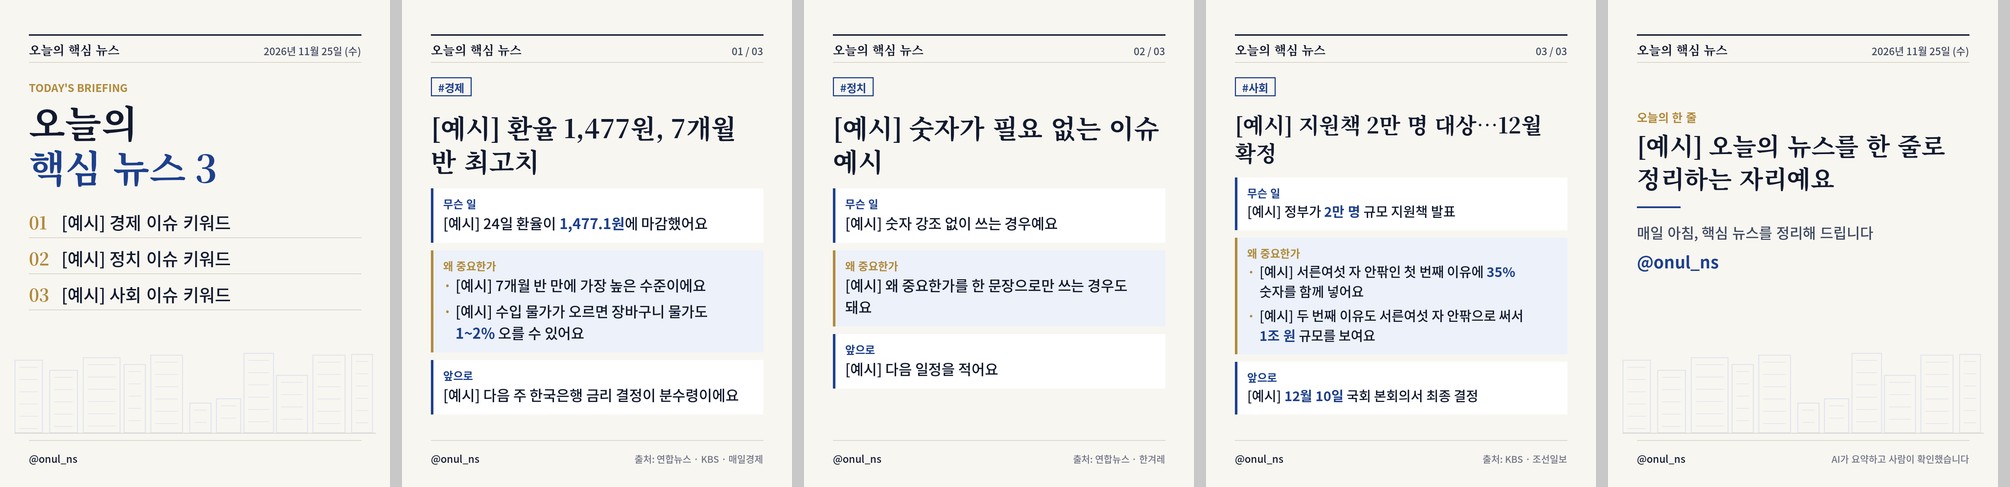 오늘의 핵심 뉴스
2026년 11월 25일 (수)
TODAY'S BRIEFING
오늘의
핵심 뉴스 3
01 [예시] 경제 이슈 키워드
02 [예시] 정치 이슈 키워드
03 [예시] 사회 이슈 키워드
@onul_ns
오늘의 핵심 뉴스
01 / 03
#경제
[예시] 환율 1,477원, 7개월
반 최고치
무슨 일
[예시] 24일 환율이 1,477.1원에 마감했어요
왜 중요한가
· [예시] 7개월 반 만에 가장 높은 수준이에요
· [예시] 수입 물가가 오르면 장바구니 물가도
1~2% 오를 수 있어요
앞으로
[예시] 다음 주 한국은행 금리 결정이 분수령이에요
@onul_ns
출처: 연합뉴스 · KBS · 매일경제
오늘의 핵심 뉴스
02 / 03
#정치
[예시] 숫자가 필요 없는 이슈
예시
무슨 일
[예시] 숫자 강조 없이 쓰는 경우예요
왜 중요한가
[예시] 왜 중요한가를 한 문장으로만 쓰는 경우도
돼요
앞으로
[예시] 다음 일정을 적어요
@onul_ns
출처: 연합뉴스 · 한겨레
오늘의 핵심 뉴스
03 / 03
#사회
[예시] 지원책 2만 명 대상…12월
확정
무슨 일
[예시] 정부가 2만 명 규모 지원책 발표
왜 중요한가
· [예시] 서른여섯 자 안팎인 첫 번째 이유에 35%
숫자를 함께 넣어요
· [예시] 두 번째 이유도 서른여섯 자 안팎으로 써서
1조 원 규모를 보여요
앞으로
[예시] 12월 10일 국회 본회의서 최종 결정
@onul_ns
출처: KBS · 조선일보
오늘의 핵심 뉴스
2026년 11월 25일 (수)
오늘의 한 줄
[예시] 오늘의 뉴스를 한 줄로
정리하는 자리예요
매일 아침, 핵심 뉴스를 정리해 드립니다
@onul_ns
@onul_ns
AI가 요약하고 사람이 확인했습니다